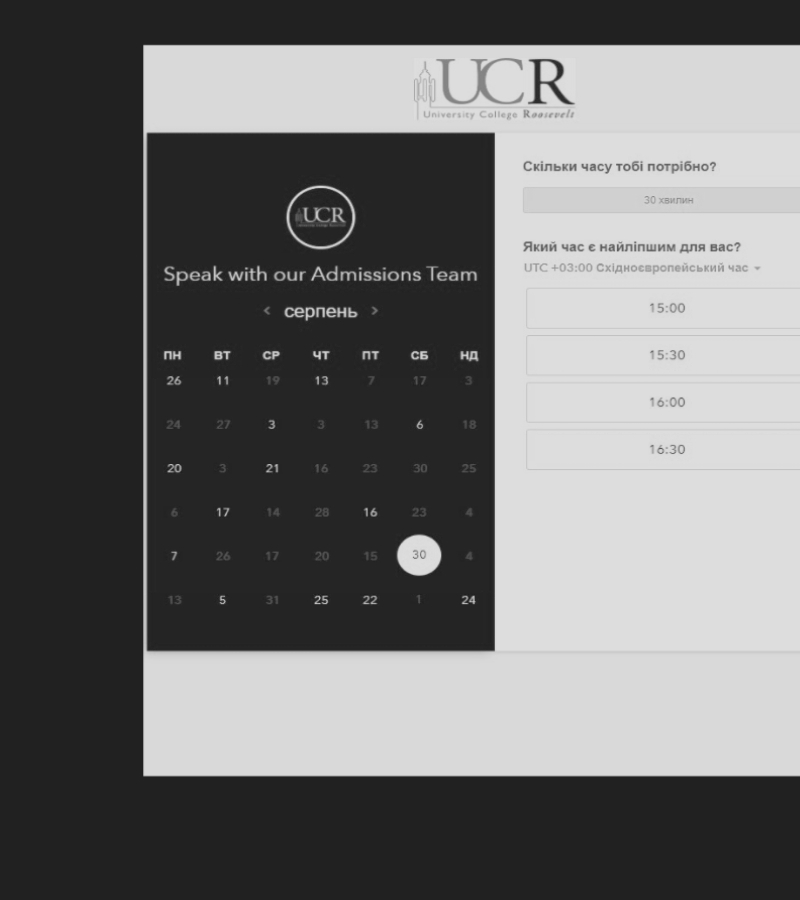 UCR
University College Roosevelt
UCR
Speak with our Admissions Team
< серпень >
ПН ВТ СР ЧТ ПТ СБ НД
26 11 19 13 7 17 3
24 27 3 3 13 6 18
20 3 21 16 23 30 25
6 17 14 28 16 23 4
7 26 17 20 15 30 4
13 5 31 25 22 1 24
Скільки часу тобі потрібно?
30 хвилин
Який час є найліпшим для вас?
UTC +03:00 Східноєвропейський час
15:00
15:30
16:00
16:30